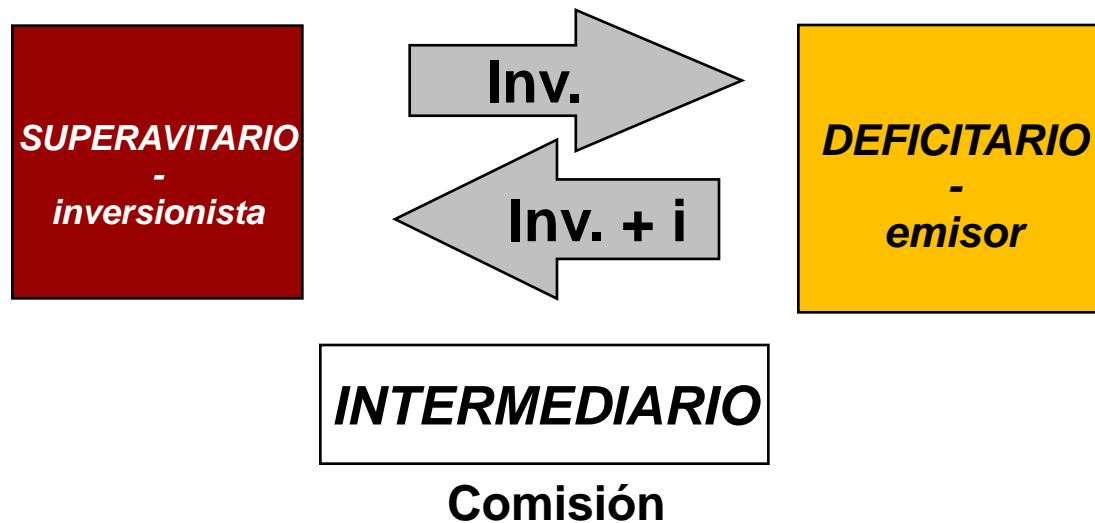 SUPERAVITARIO
-
inversionista
Inv.
Inv. + i
DEFICITARIO
-
emisor
INTERMEDIARIO
Comisión